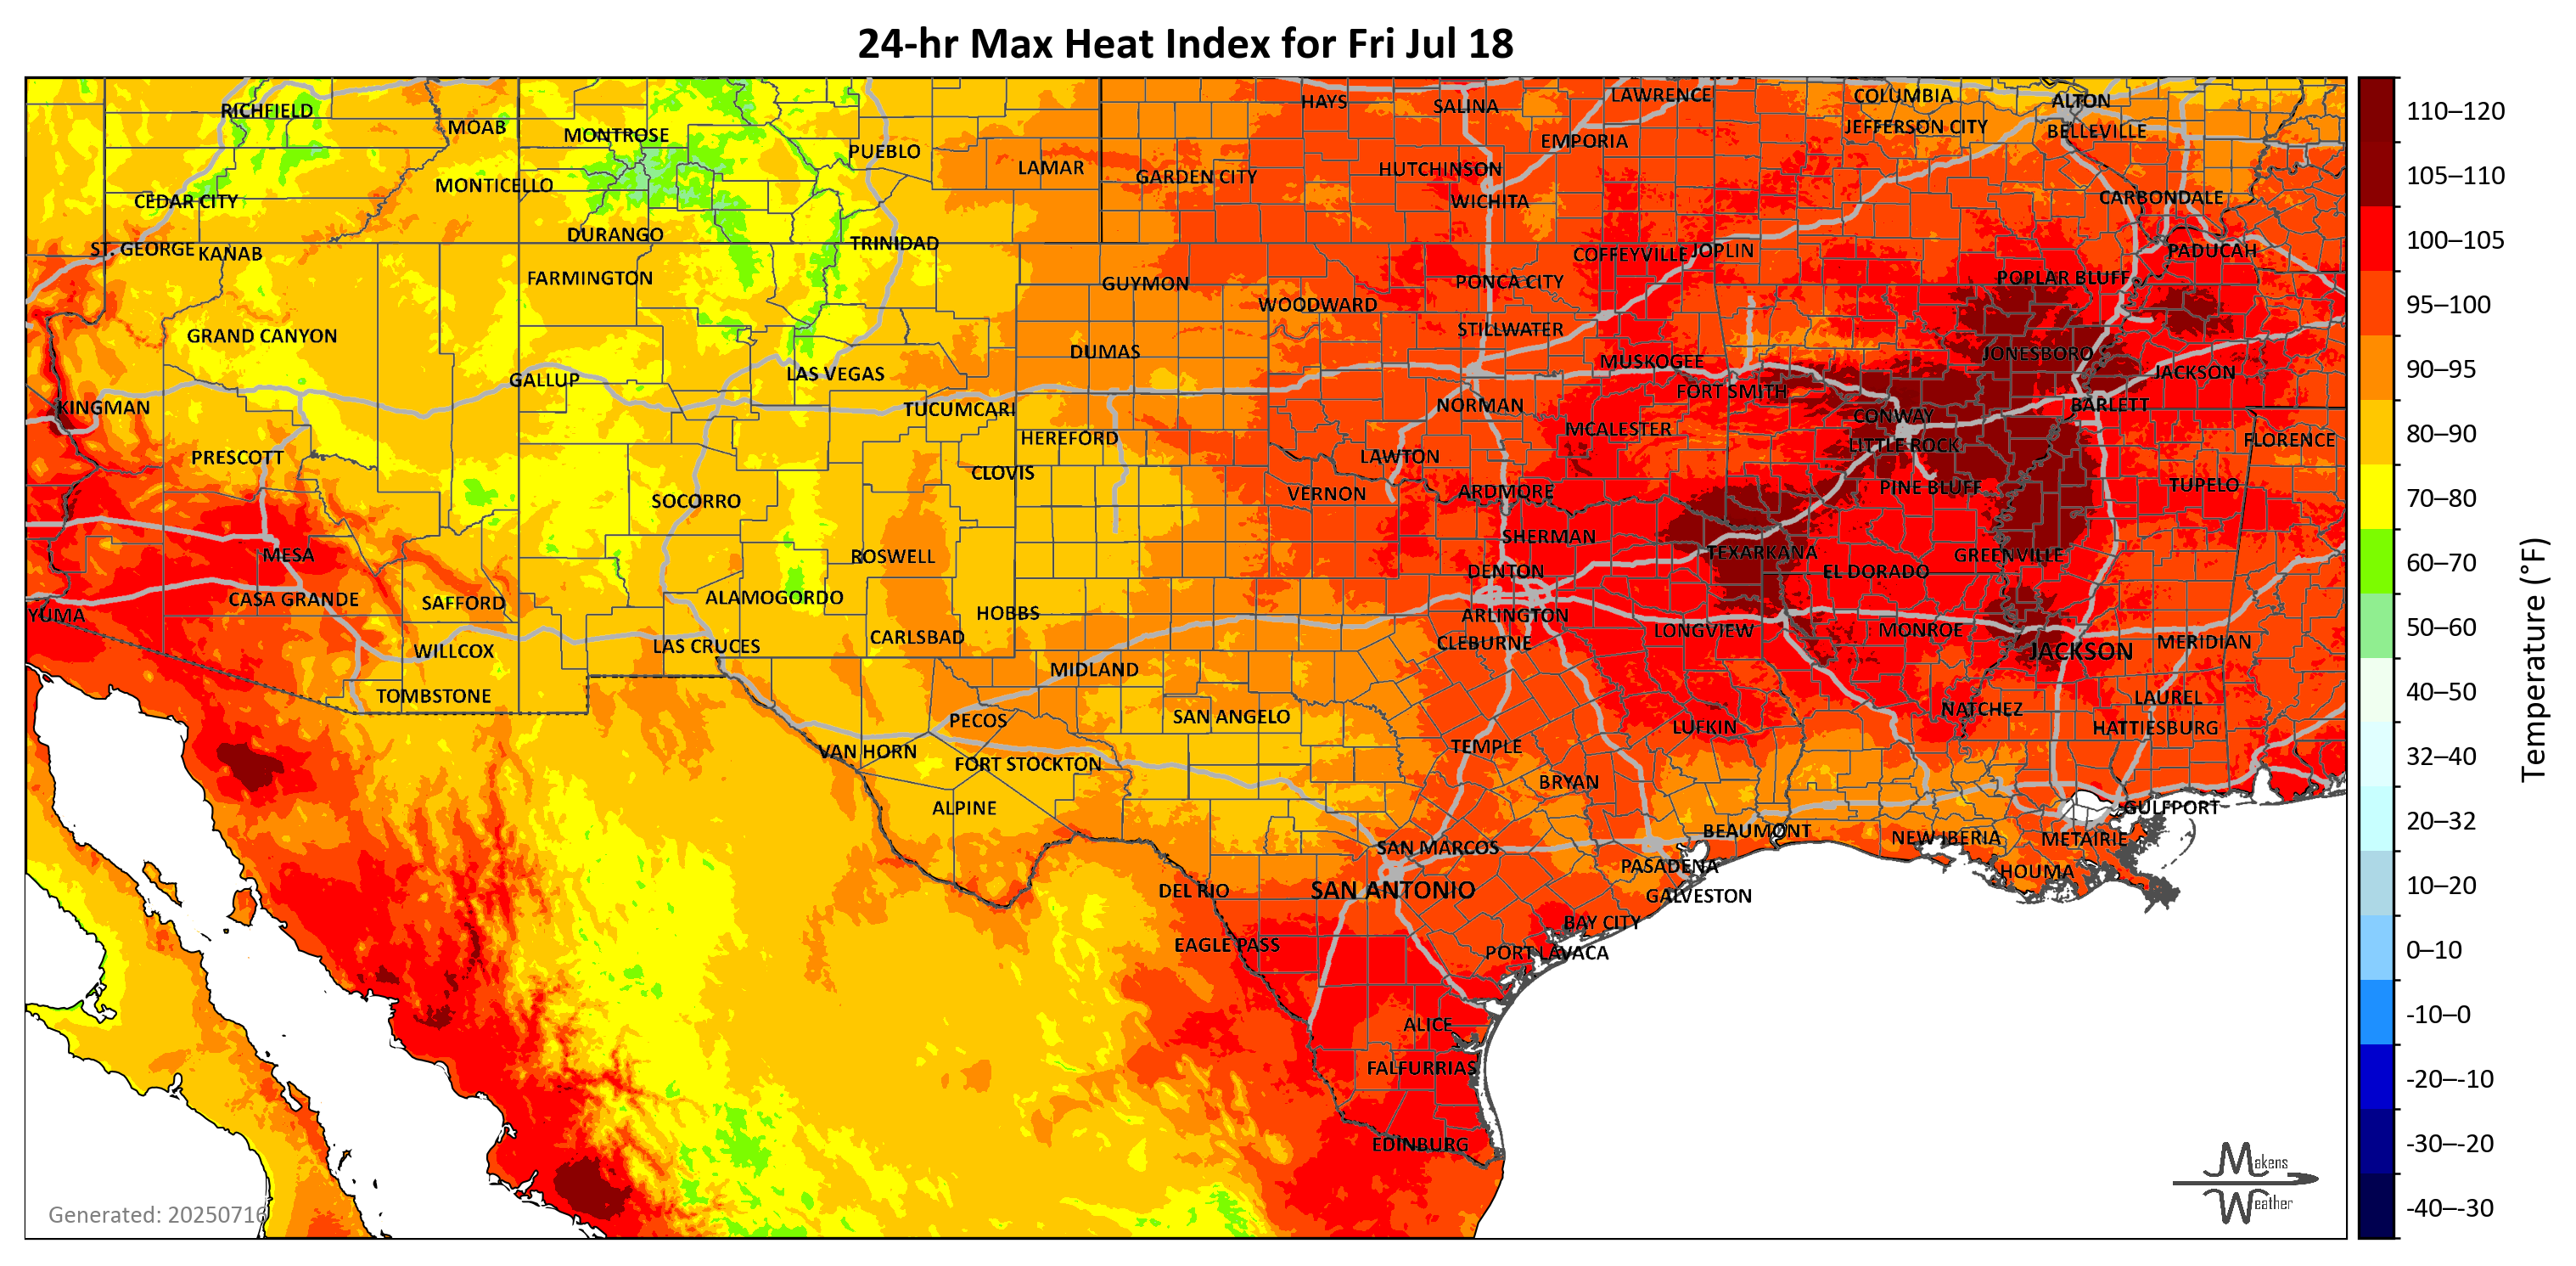 24-hr Max Heat Index for Fri Jul 18
RICHFIELD
MOAB
MONTROSE
PUEBLO
LAMAR
GARDEN CITY
HAYS
SALINA
LAWRENCE
EMPORIA
COLUMBIA
JEFFERSON CITY
ALTON
BELLEVILLE
CEDAR CITY
MONTICELLO
HUTCHINSON
WICHITA
CARBONDALE
ST. GEORGE
KANAB
DURANGO
TRINIDAD
COFFEYVILLE
JOPLIN
PADUCAH
FARMINGTON
GUYMON
WOODWARD
PONCA CITY
POPLAR BLUFF
GRAND CANYON
DUMAS
STILLWATER
MUSKOGEE
JONESBORO
GALLUP
LAS VEGAS
FORT SMITH
JACKSON
KINGMAN
TUCUMCARI
NORMAN
CONWAY
BARLETT
PRESCOTT
HEREFORD
CLOVIS
LAWTON
MCALESTER
LITTLE ROCK
FLORENCE
SOCORRO
VERNON
ARDMORE
PINE BLUFF
TUPELO
MESA
ROSWELL
SHERMAN
TEXARKANA
GREENVILLE
DENTON
EL DORADO
YUMA
CASA GRANDE
SAFFORD
ALAMOGORDO
HOBBS
ARLINGTON
WILLCOX
LAS CRUCES
CARLSBAD
CLEBURNE
LONGVIEW
MONROE
JACKSON
MERIDIAN
TOMBSTONE
MIDLAND
LAUREL
PECOS
SAN ANGELO
LUFKIN
NATCHEZ
HATTIESBURG
VAN HORN
FORT STOCKTON
TEMPLE
BRYAN
ALPINE
BEAUMONT
NEW IBERIA
METAIRIE
GULFPORT
SAN MARCOS
PASADENA
HOUMA
DEL RIO
SAN ANTONIO
GALVESTON
EAGLE PASS
BAY CITY
PORT LAVACA
ALICE
FALFURRIAS
EDINBURG
Generated: 20250716
Makens
Weather
110–120
105–110
100–105
95–100
90–95
80–90
70–80
60–70
50–60
40–50
32–40
20–32
10–20
0–10
-10–0
-20–-10
-30–-20
-40–-30
Temperature (°F)